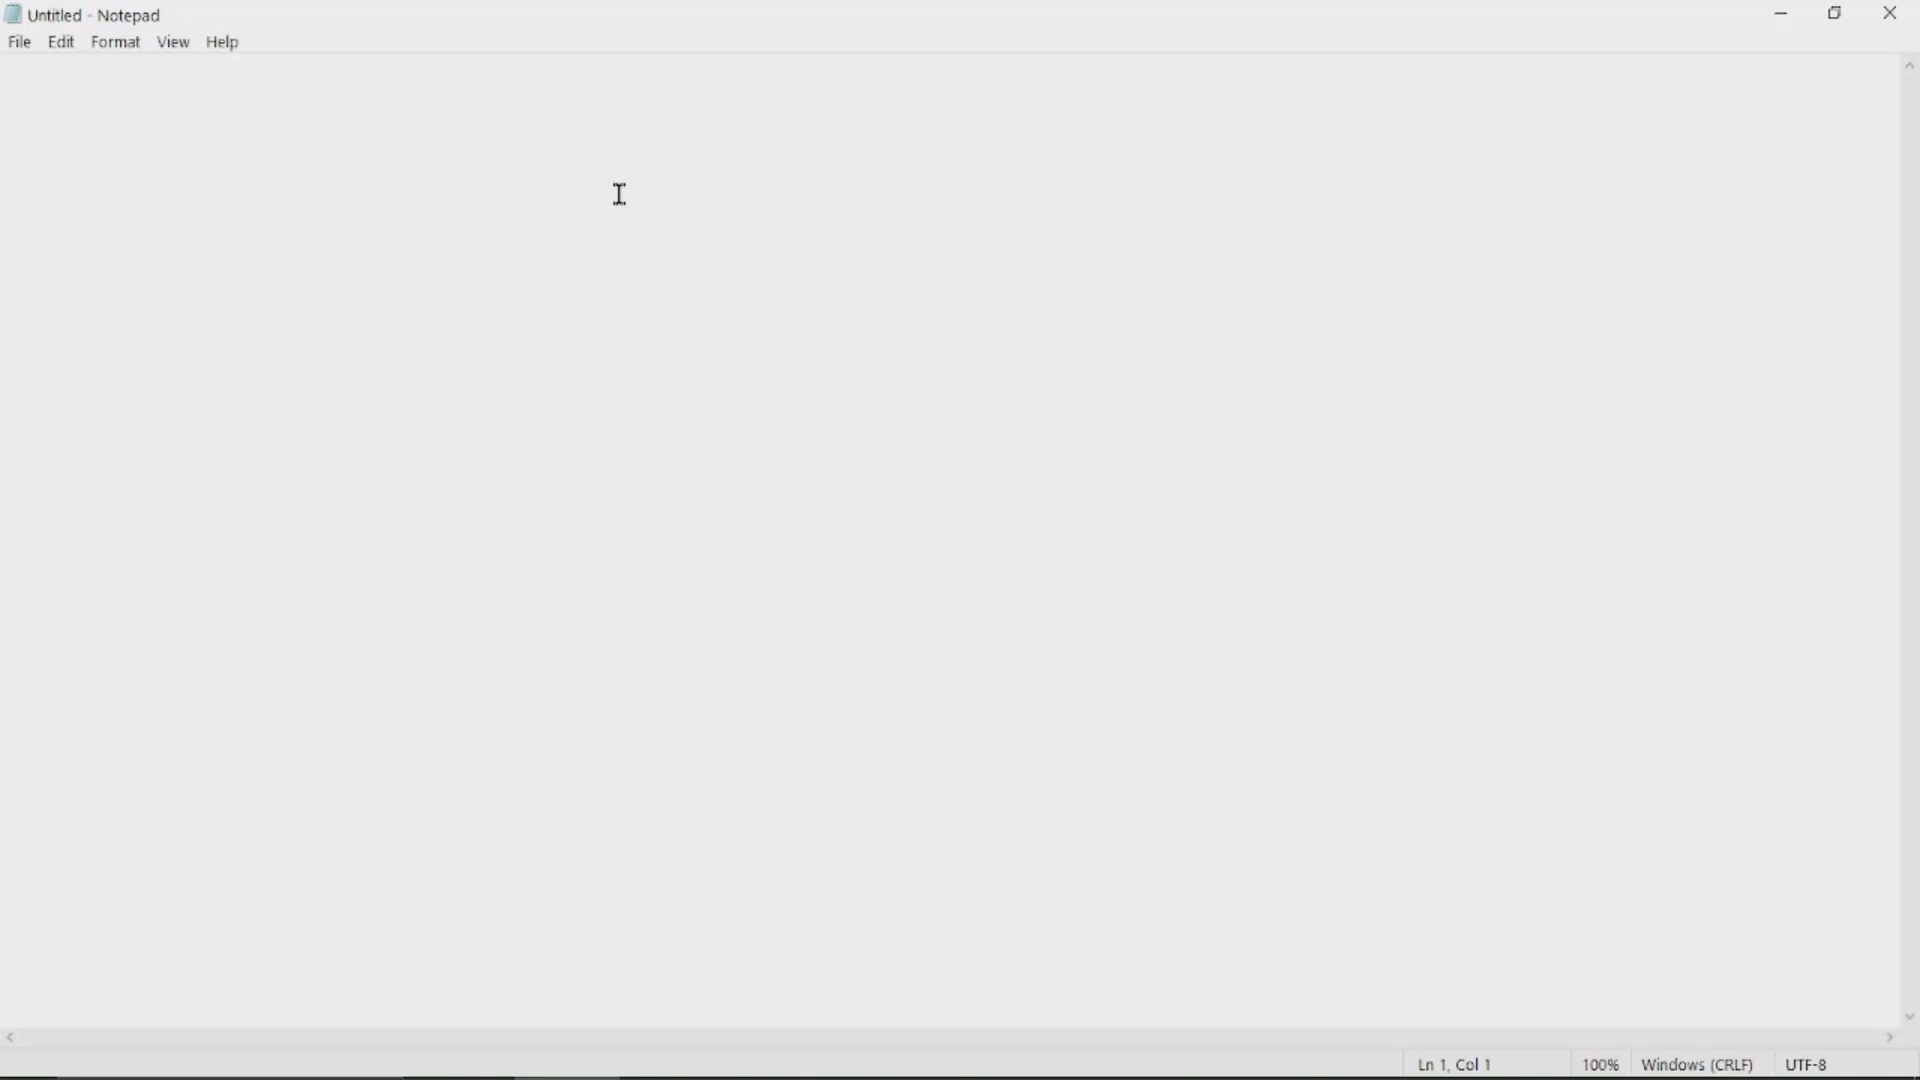 Untitled - Notepad
File Edit Format View Help
Ln 1, Col 1 100% Windows (CRLF) UTF-8